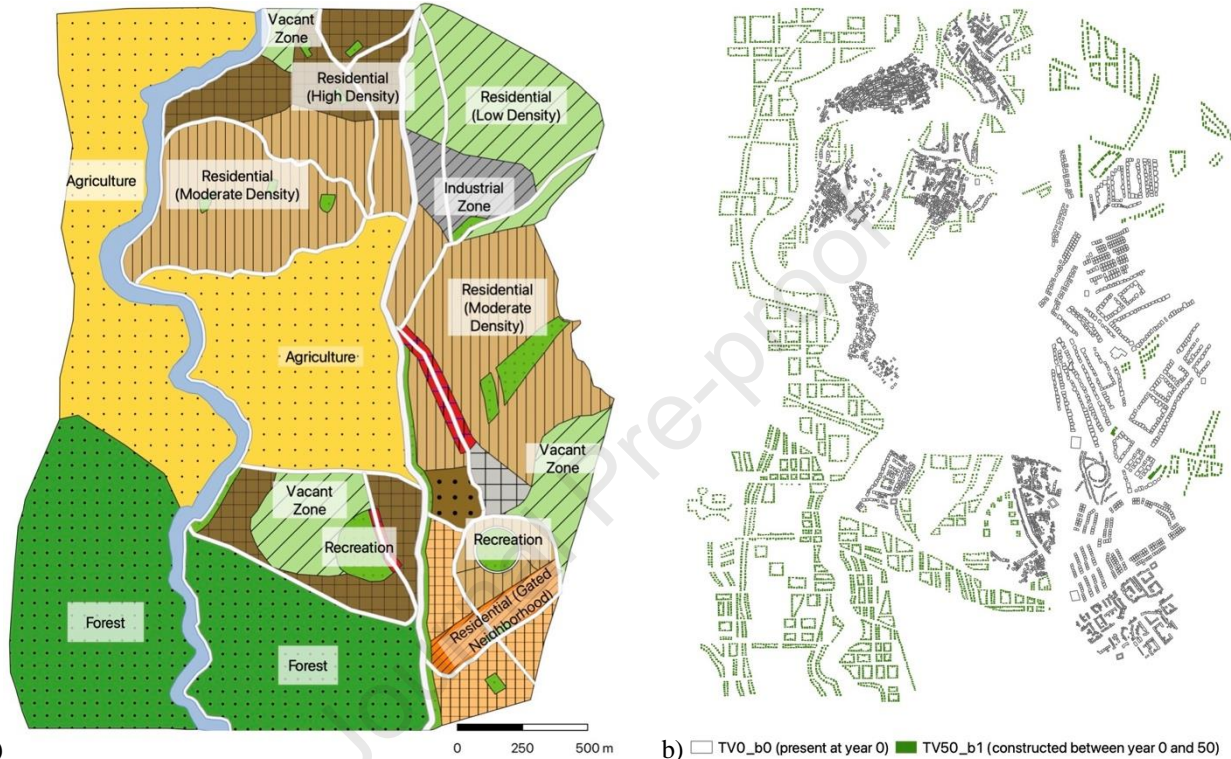 Vacant
Zone
Residential
(High Density)
Residential
(Low Density)
Agriculture
Residential
(Moderate Density)
Industrial
Zone
Residential
(Moderate
Density)
Agriculture
Vacant
Zone
Vacant
Zone
Recreation
Recreation
Residential (Gated
Neighborhood)
Forest
Forest
0 250 500 m
)
b) TV0_b0 (present at year 0) TV50_b1 (constructed between year 0 and 50)
Pre-proof